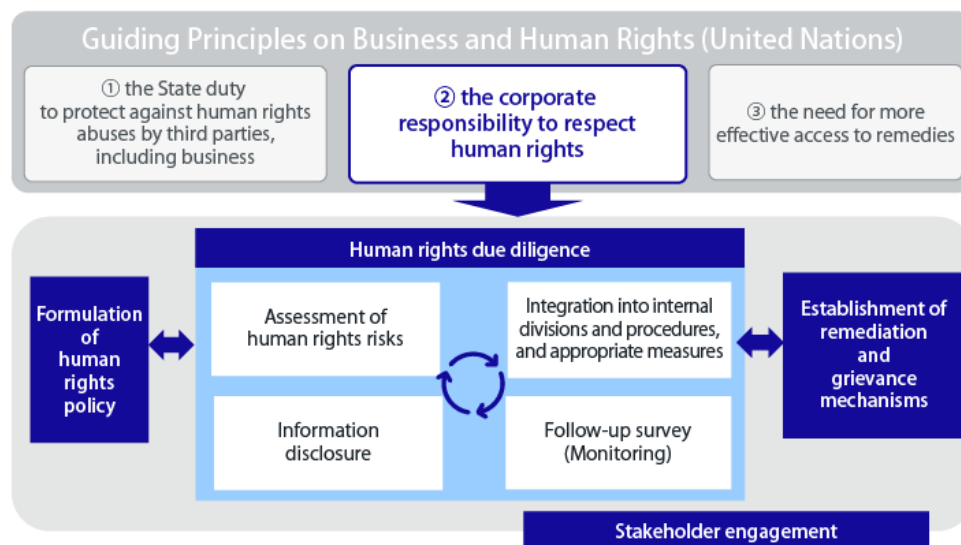 Guiding Principles on Business and Human Rights (United Nations)
① the State duty
to protect against human rights
abuses by third parties,
including business
② the corporate
responsibility to respect
human rights
③ the need for more
effective access to remedies
Human rights due diligence
Formulation
of
human
rights
policy
Assessment of
human rights risks
Integration into internal
divisions and procedures,
and appropriate measures
Information
disclosure
Follow-up survey
(Monitoring)
Establishment of
remediation
and
grievance
mechanisms
Stakeholder engagement